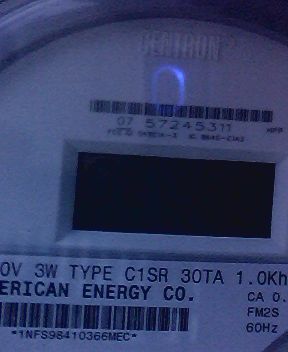 CENTRON
07 57245311
0V 3W TYPE C1SR 30TA 1.0Kh
ERICAN ENERGY CO.
CA 0.
FM2S
60Hz
*1NFS98410366MEC*